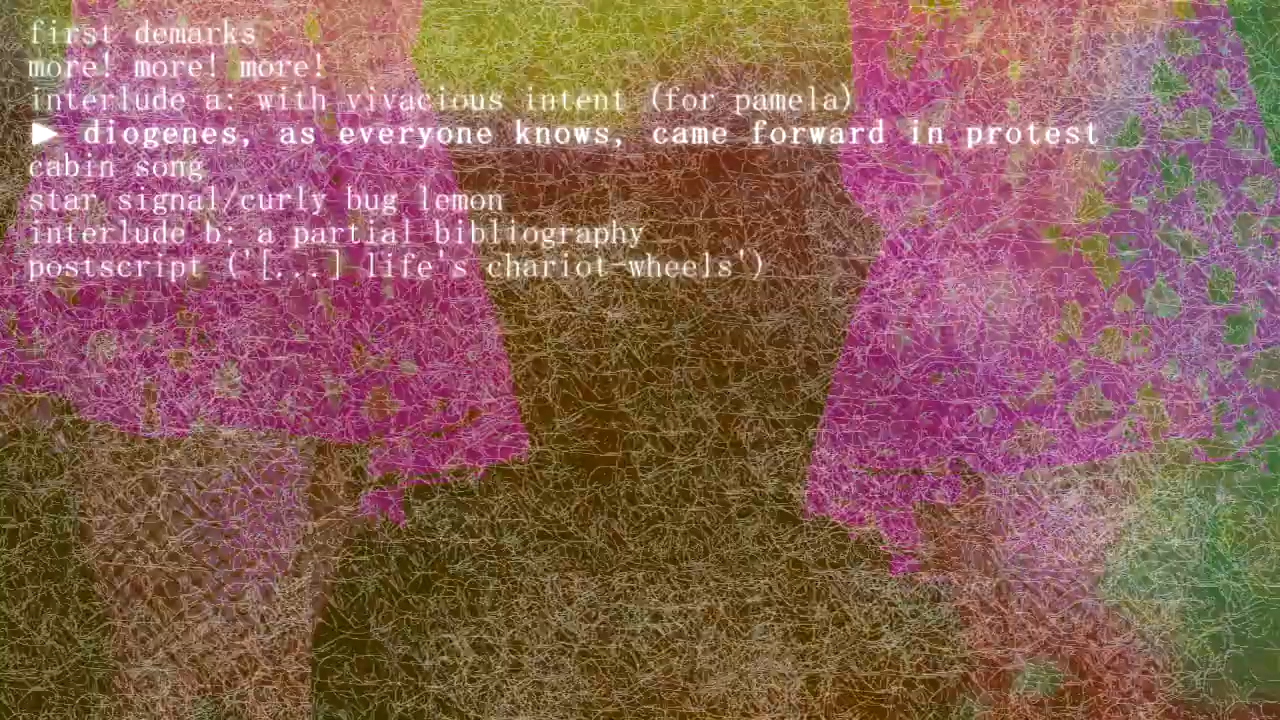 first demarks
more! more! more!
interlude a: with vivacious intent (for pamela)
▶ diogenes, as everyone knows, came forward in protest
cabin song
star signal/curly bug lemon
interlude b: a partial bibliography
postscript ('[...] life's chariot-wheels')